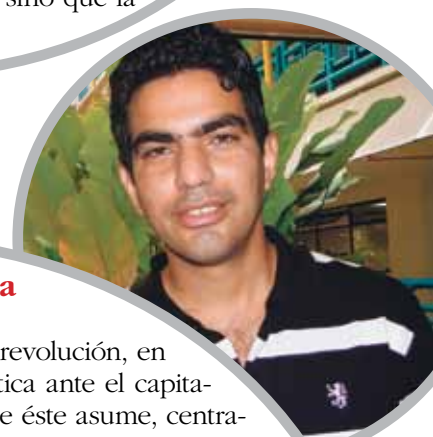 sino que la
a
revolución, en
tica ante el capita-
e éste asume, centra-